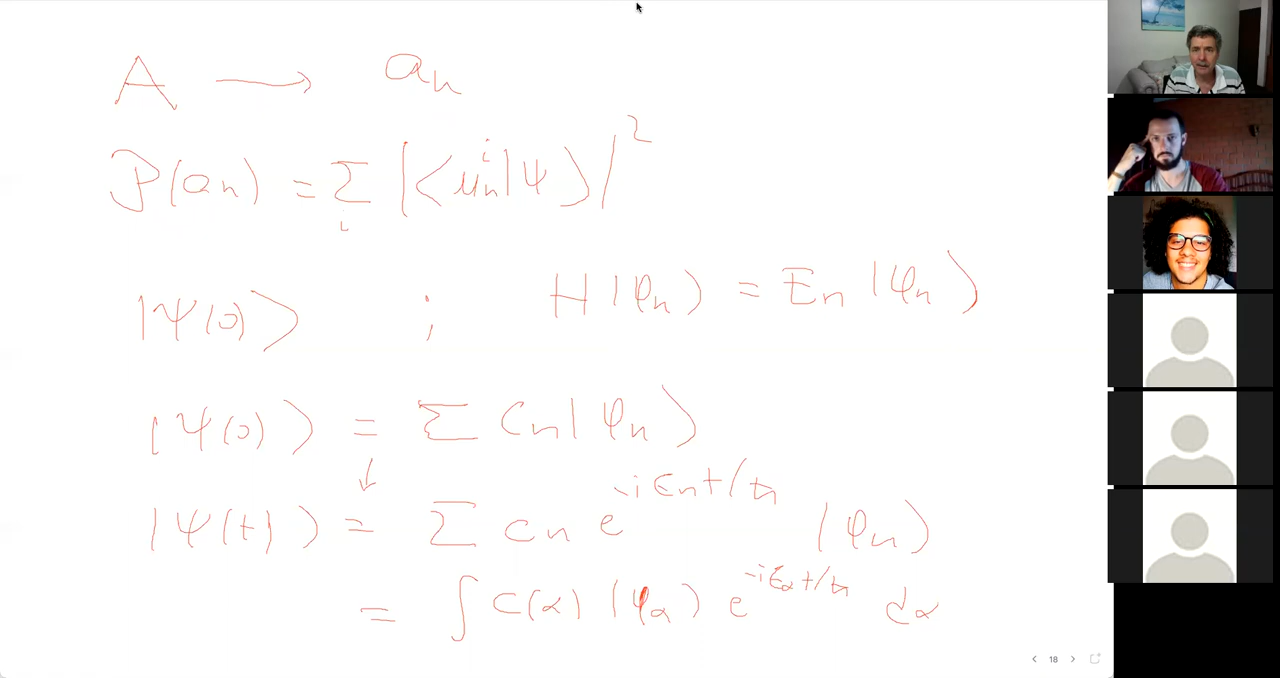 A ⟶ aₙ
P(aₙ) = Σᵢ |⟨uₙⁱ|Ψ⟩|²
|Ψ(0)⟩ ; H|φₙ⟩ = Eₙ|φₙ⟩
|Ψ(0)⟩ = Σ Cₙ|φₙ⟩
↓
|Ψ(t)⟩ = Σ cₙ e^{-iEₙt/ħ} |φₙ⟩
= ∫ C(α) |φ_α⟩ e^{-iE_αt/ħ} dα
18